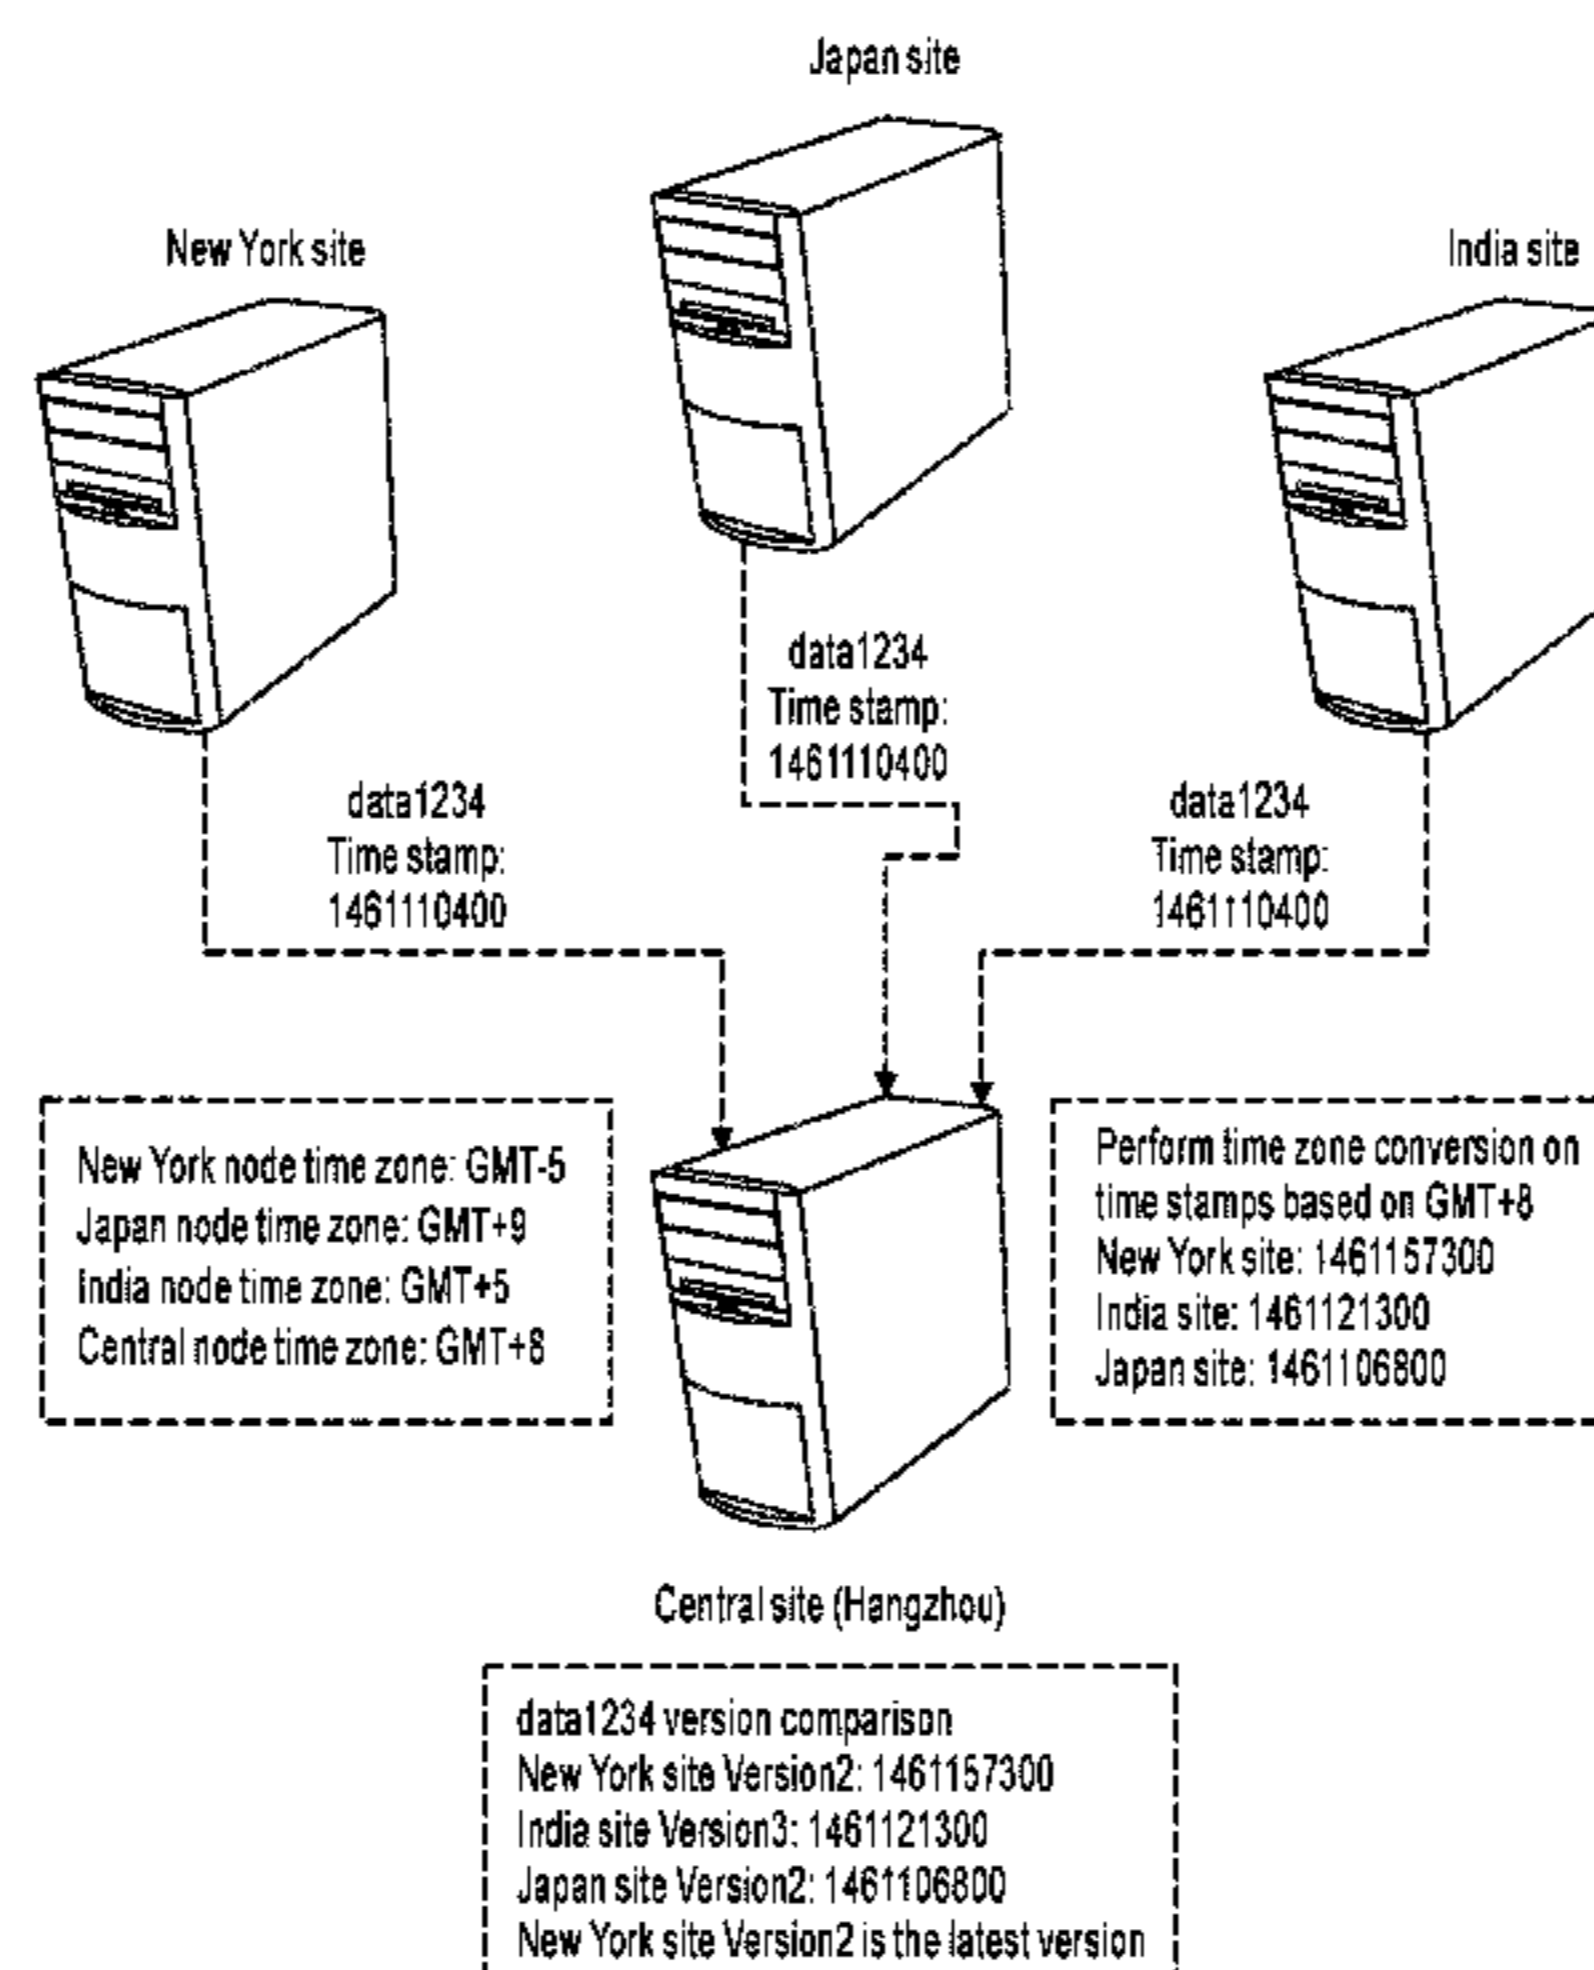 Japan site
New York site
India site
data1234
Time stamp:
1461110400
data1234
Time stamp:
1461110400
data1234
Time stamp:
1461110400
New York node time zone: GMT-5
Japan node time zone: GMT+9
India node time zone: GMT+5
Central node time zone: GMT+8
Perform time zone conversion on
time stamps based on GMT+8
New York site: 1461157300
India site: 1461121300
Japan site: 1461106800
Central site (Hangzhou)
data1234 version comparison
New York site Version2: 1461157300
India site Version3: 1461121300
Japan site Version2: 1461106800
New York site Version2 is the latest version